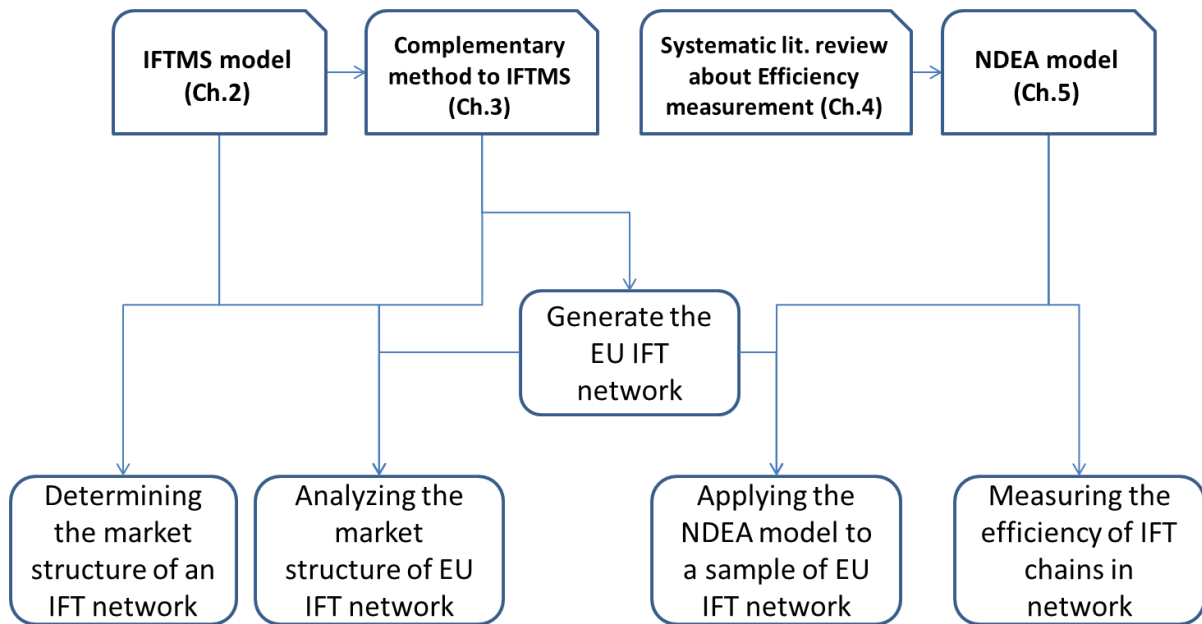 IFTMS model
(Ch.2)
Complementary
method to IFTMS
(Ch.3)
Systematic lit. review
about Efficiency
measurement (Ch.4)
NDEA model
(Ch.5)
Generate the
EU IFT
network
Determining
the market
structure of an
IFT network
Analyzing the
market
structure of EU
IFT network
Applying the
NDEA model to
a sample of EU
IFT network
Measuring the
efficiency of IFT
chains in
network